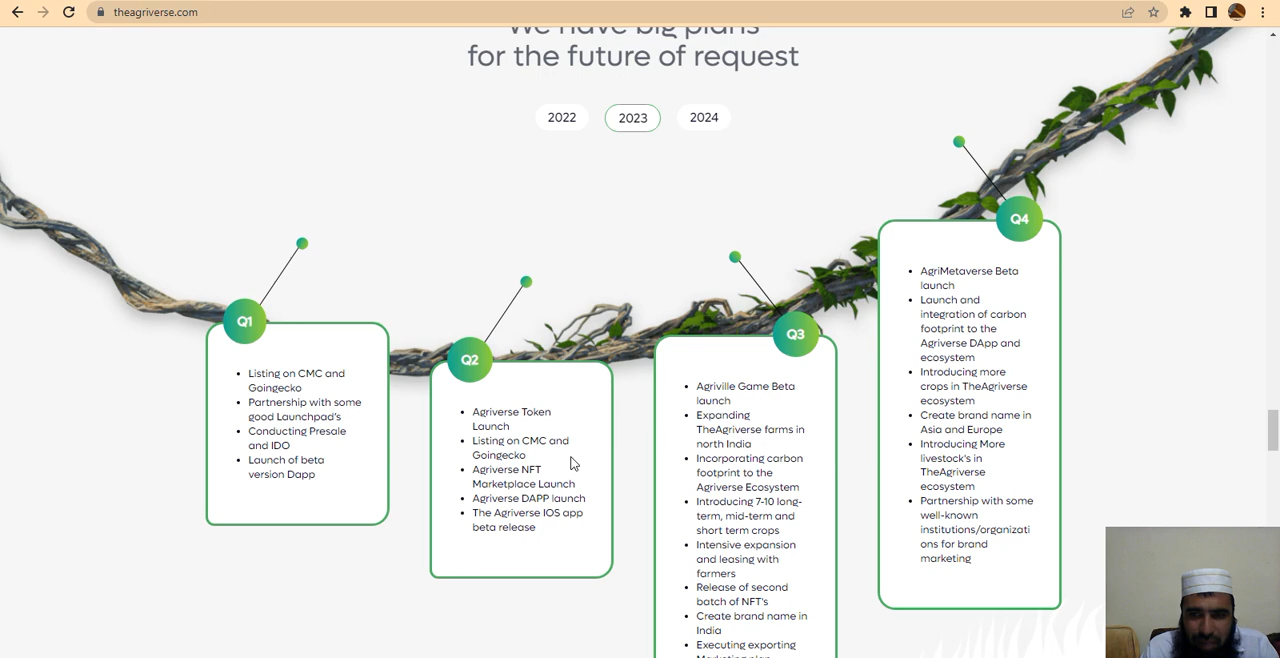 theagriverse.com
We have big plans
for the future of request
2022
2023
2024
Q1
Listing on CMC and
Goingecko
Partnership with some
good Launchpad's
Conducting Presale
and IDO
Launch of beta
version Dapp
Q2
Agriverse Token
Launch
Listing on CMC and
Goingecko
Agriverse NFT
Marketplace Launch
Agriverse DAPP launch
The Agriverse IOS app
beta release
Q3
Agriville Game Beta
launch
Expanding
TheAgriverse farms in
north India
Incorporating carbon
footprint to the
Agriverse Ecosystem
Introducing 7-10 long-
term, mid-term and
short term crops
Intensive expansion
and leasing with
farmers
Release of second
batch of NFT's
Create brand name in
India
Executing exporting
Marketing plan
Q4
AgriMetaverse Beta
launch
Launch and
integration of carbon
footprint to the
Agriverse DApp and
ecosystem
Introducing more
crops in TheAgriverse
ecosystem
Create brand name in
Asia and Europe
Introducing More
livestock's in
TheAgriverse
ecosystem
Partnership with some
well-known
institutions/organizati
ons for brand
marketing